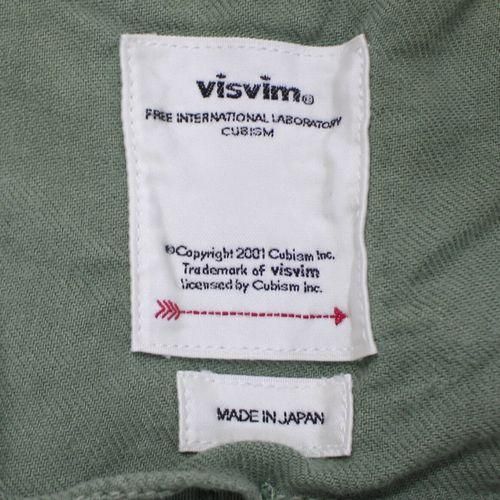 visvim®
FREE INTERNATIONAL LABORATORY
CUBISM
©Copyright 2001 Cubism Inc.
Trademark of visvim
licensed by Cubism Inc.
MADE IN JAPAN